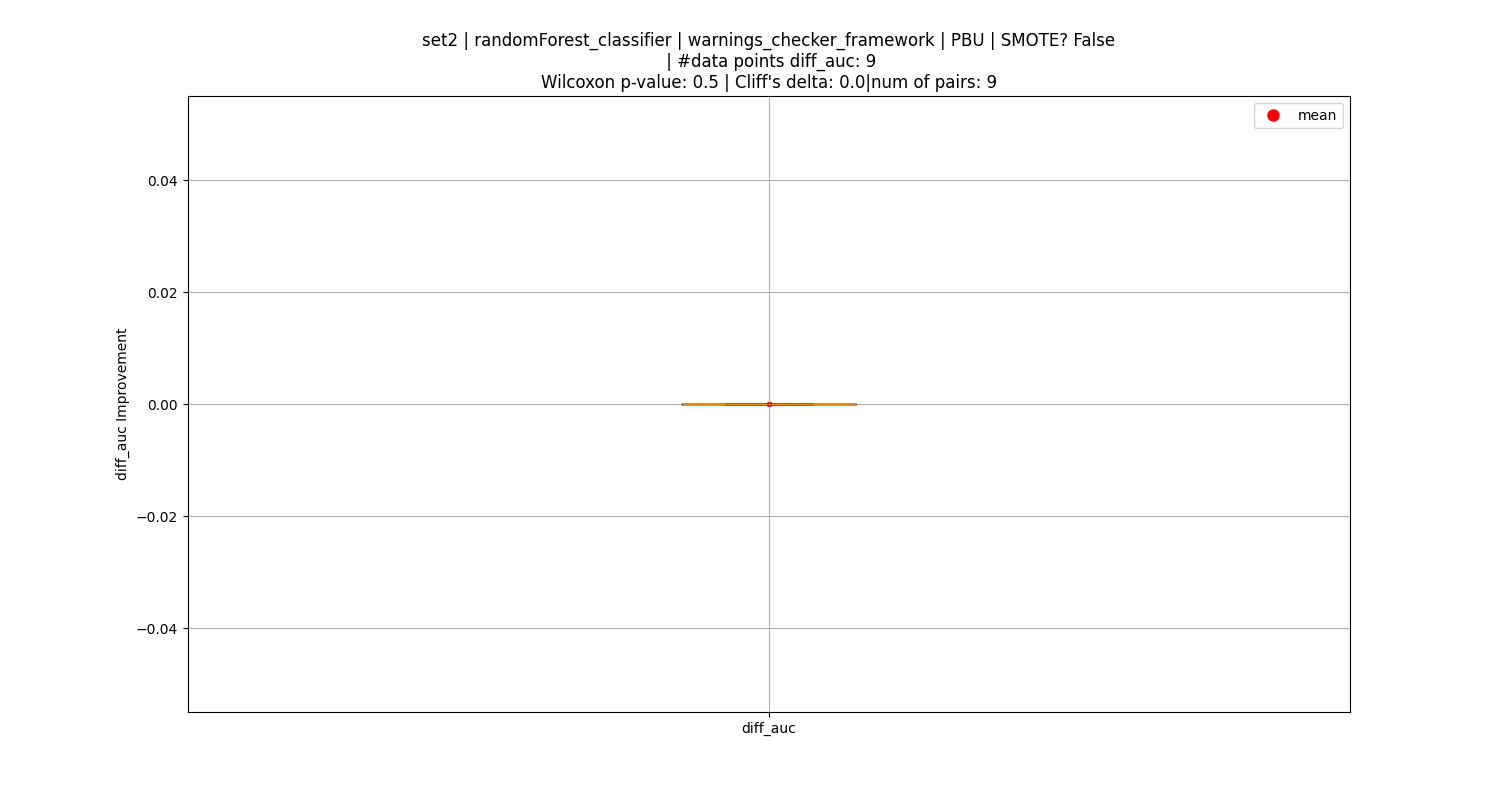 set2 | randomForest_classifier | warnings_checker_framework | PBU | SMOTE? False
| #data points diff_auc: 9
Wilcoxon p-value: 0.5 | Cliff's delta: 0.0|num of pairs: 9
mean
0.04
0.02
0.00
−0.02
−0.04
diff_auc Improvement
diff_auc